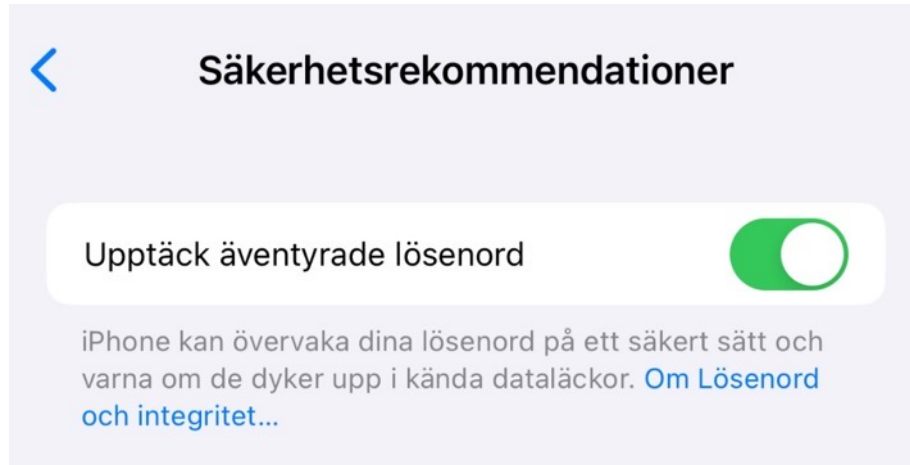 Säkerhetsrekommendationer
Upptäck äventyrade lösenord
iPhone kan övervaka dina lösenord på ett säkert sätt och
varna om de dyker upp i kända dataläckor. Om Lösenord
och integritet...